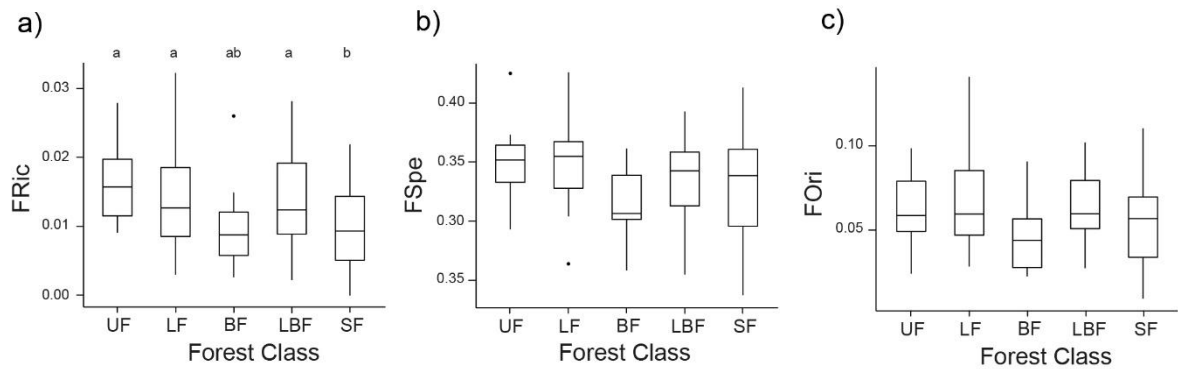 a)
a a ab a b
FRic
0.03
0.02
0.01
0.00
UF LF BF LBF SF
Forest Class
b)
FSpe
0.40
0.35
0.30
0.35
UF LF BF LBF SF
Forest Class
c)
FOri
0.10
0.05
UF LF BF LBF SF
Forest Class